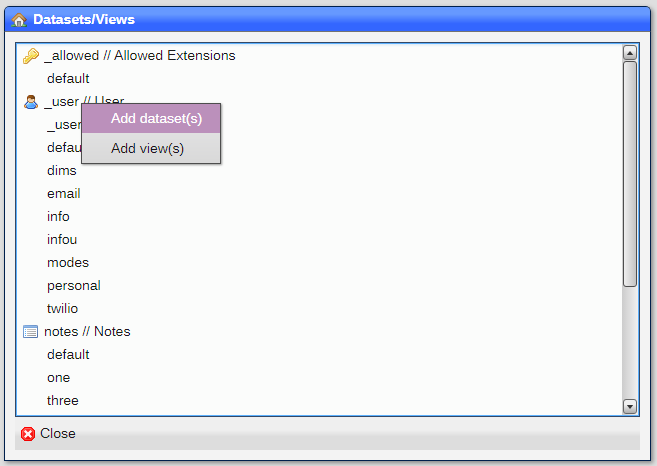 Datasets/Views
_allowed // Allowed Extensions
default
_user // User
Add dataset(s)
_user
Add view(s)
dims
email
info
infou
modes
personal
twilio
notes // Notes
default
one
three
Close